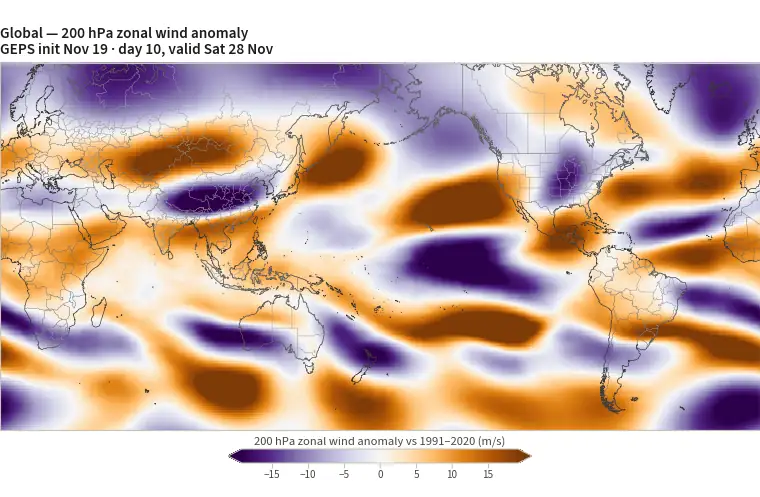 Global — 200 hPa zonal wind anomaly
GEPS init Nov 19 · day 10, valid Sat 28 Nov
200 hPa zonal wind anomaly vs 1991–2020 (m/s)
−15 −10 −5 0 5 10 15